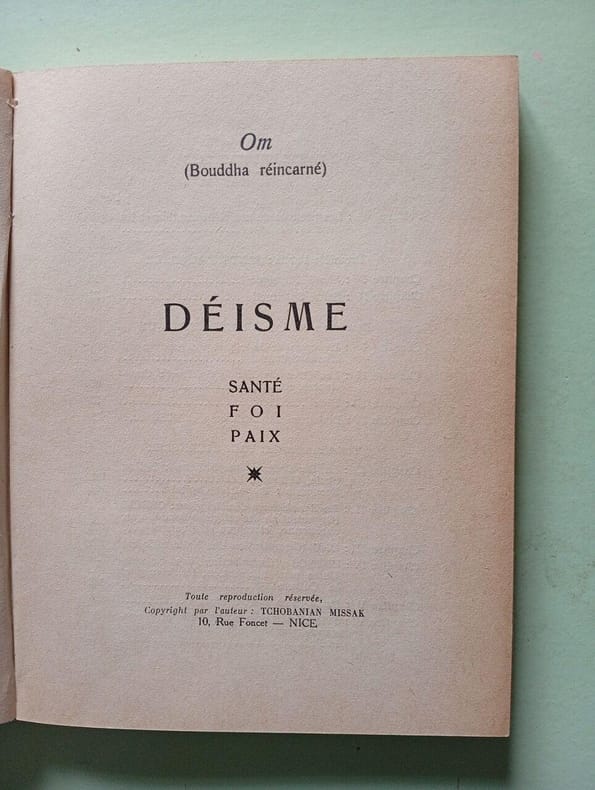 Om
(Bouddha réincarné)
DÉISME
SANTÉ
FOI
PAIX
Toute reproduction réservée,
Copyright par l'auteur : TCHOBANIAN MISSAK
10, Rue Foncet — NICE